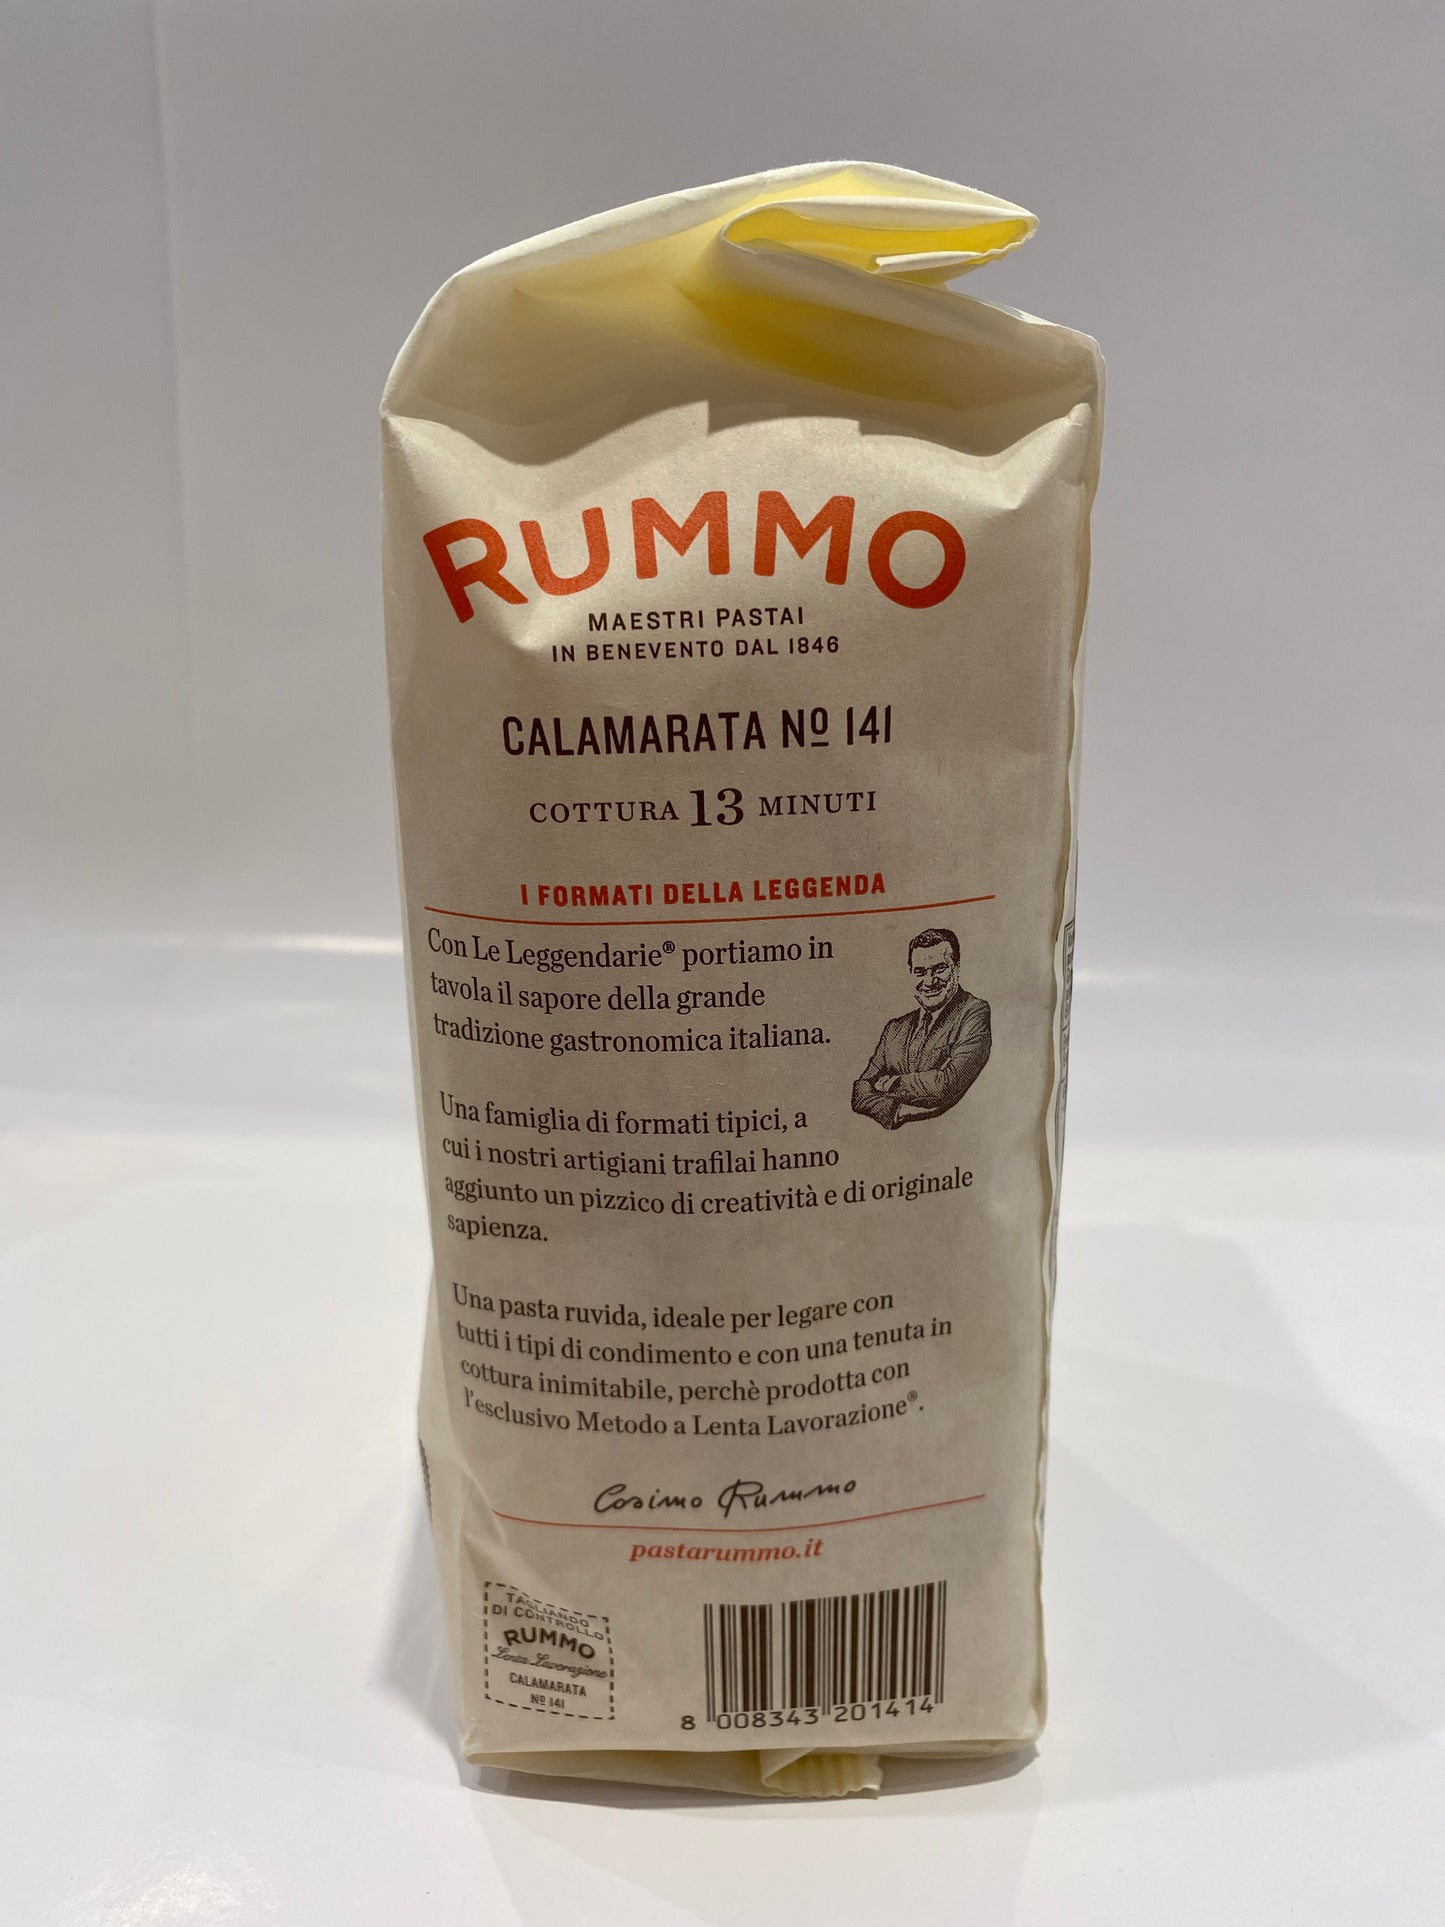 RUMMO
MAESTRI PASTAI
IN BENEVENTO DAL 1846
CALAMARATA Nº 141
COTTURA 13 MINUTI
I FORMATI DELLA LEGGENDA
Con Le Leggendarie® portiamo in
tavola il sapore della grande
tradizione gastronomica italiana.
Una famiglia di formati tipici, a
cui i nostri artigiani trafilai hanno
aggiunto un pizzico di creatività e di originale
sapienza.
Una pasta ruvida, ideale per legare con
tutti i tipi di condimento e con una tenuta in
cottura inimitabile, perchè prodotta con
l'esclusivo Metodo a Lenta Lavorazione®.
Cosimo Rummo
pastarummo.it
TAGLIANDO
DI CONTROLLO
RUMMO
Lenta Lavorazione
CALAMARATA
Nº 141
8 008343 201414